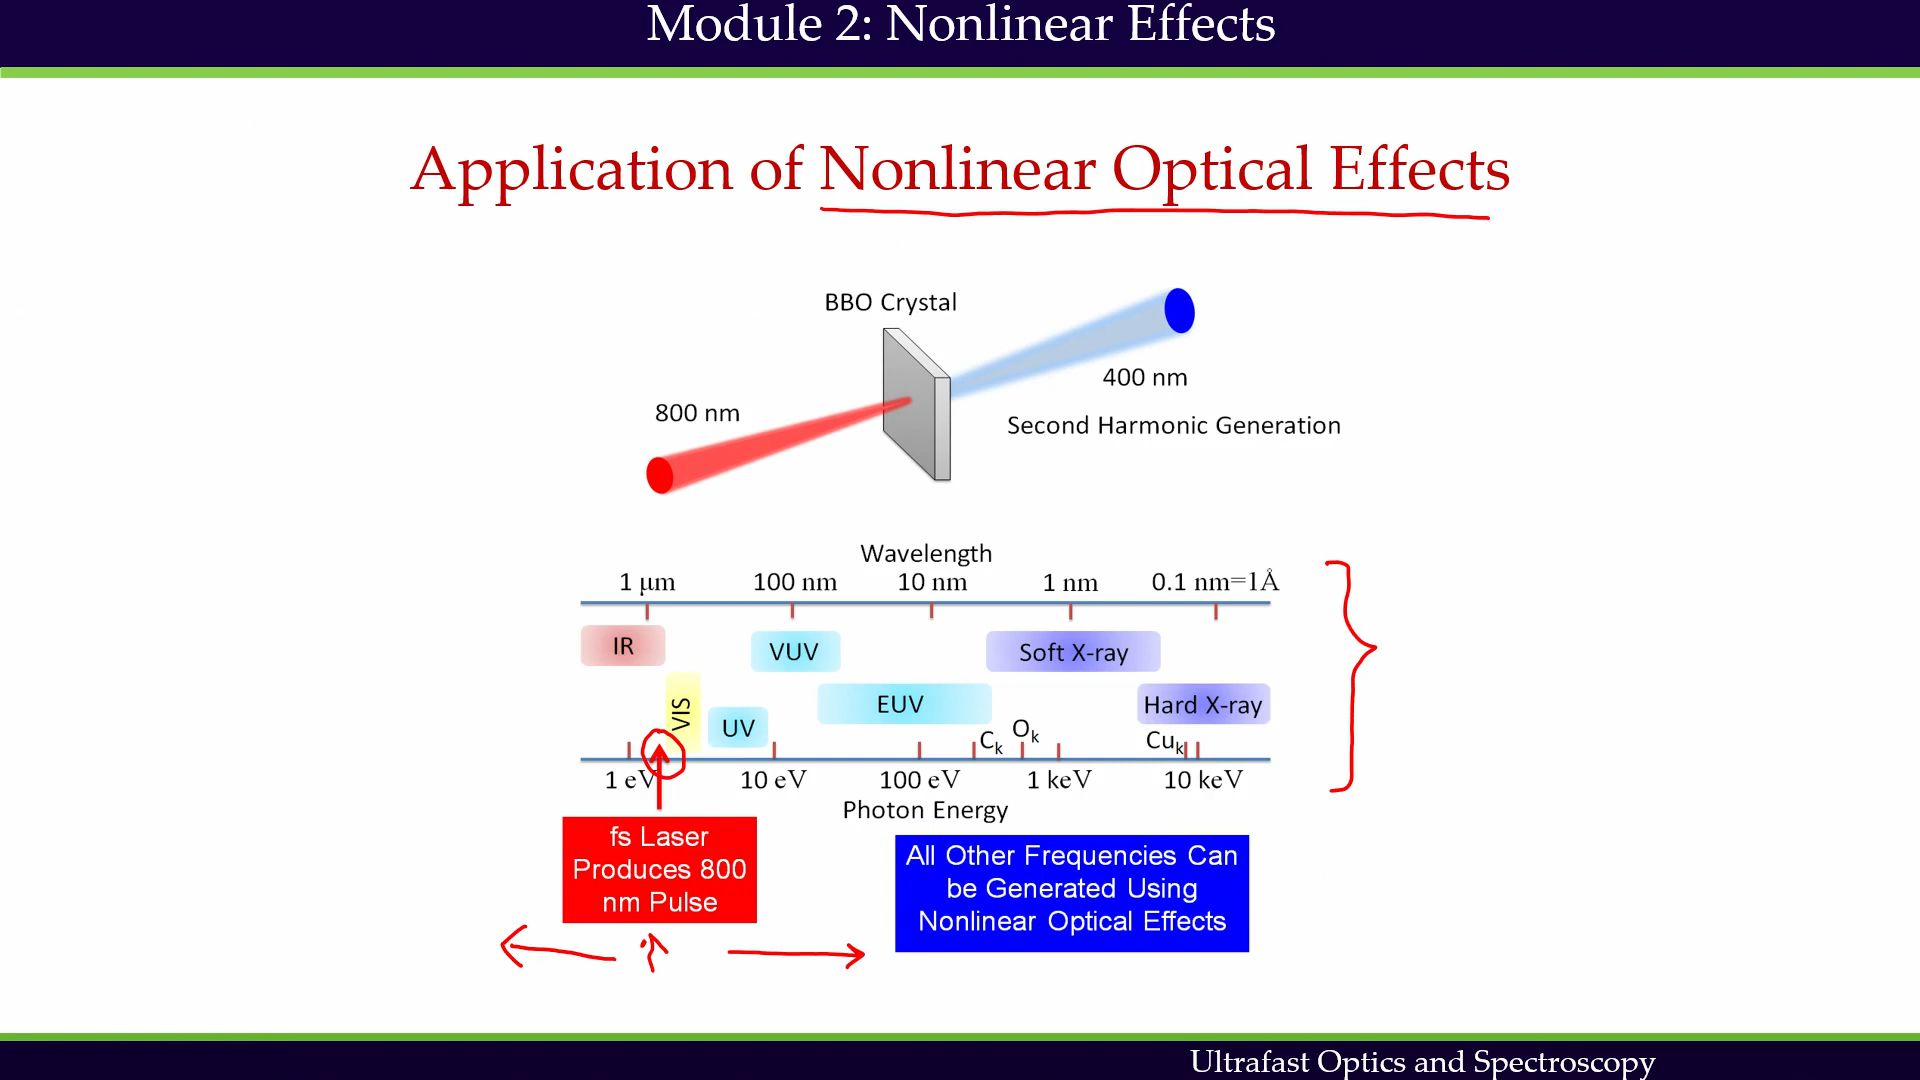 Module 2: Nonlinear Effects
Application of Nonlinear Optical Effects
BBO Crystal
800 nm
400 nm
Second Harmonic Generation
Wavelength
1 μm 100 nm 10 nm 1 nm 0.1 nm=1Å
IR VUV Soft X-ray
VIS UV EUV Hard X-ray
Ck Ok Cuk
1 eV 10 eV 100 eV 1 keV 10 keV
Photon Energy
fs Laser
Produces 800
nm Pulse
All Other Frequencies Can
be Generated Using
Nonlinear Optical Effects
Ultrafast Optics and Spectroscopy